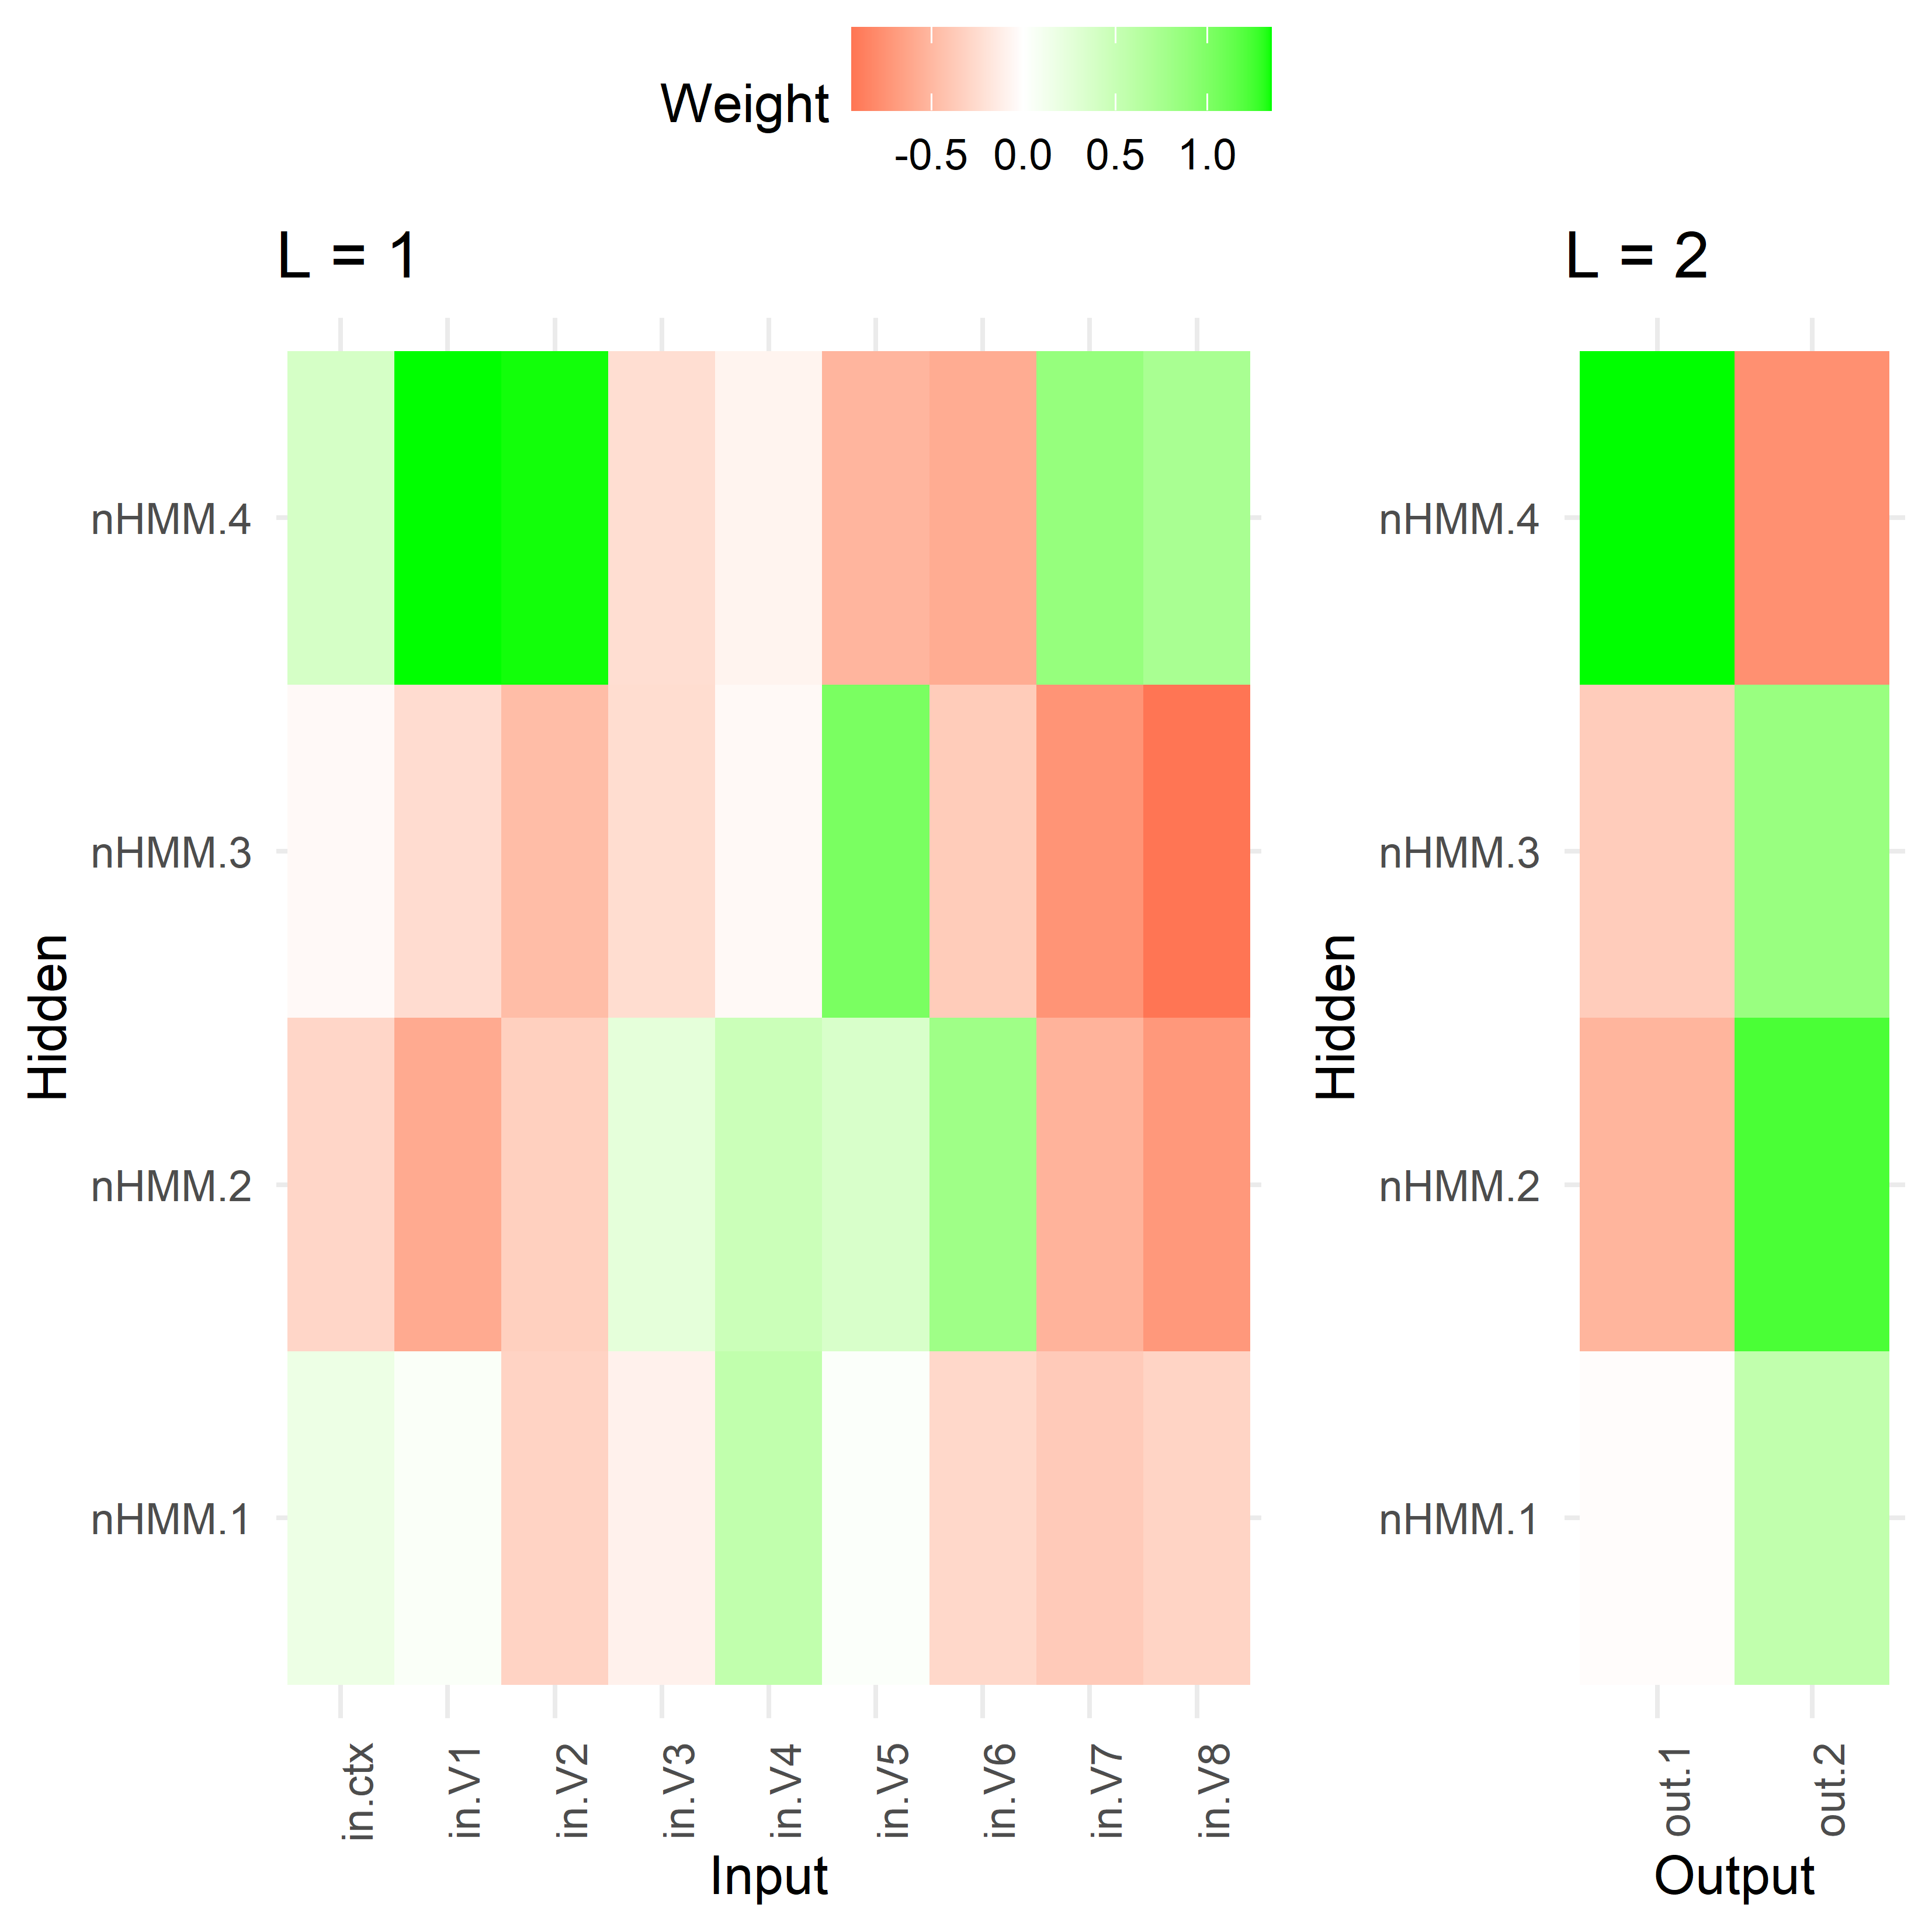 Weight
-0.5 0.0 0.5 1.0
L = 1
nHMM.4
nHMM.3
nHMM.2
nHMM.1
Hidden
in.ctx in.V1 in.V2 in.V3 in.V4 in.V5 in.V6 in.V7 in.V8
Input
L = 2
nHMM.4
nHMM.3
nHMM.2
nHMM.1
Hidden
out.1 out.2
Output